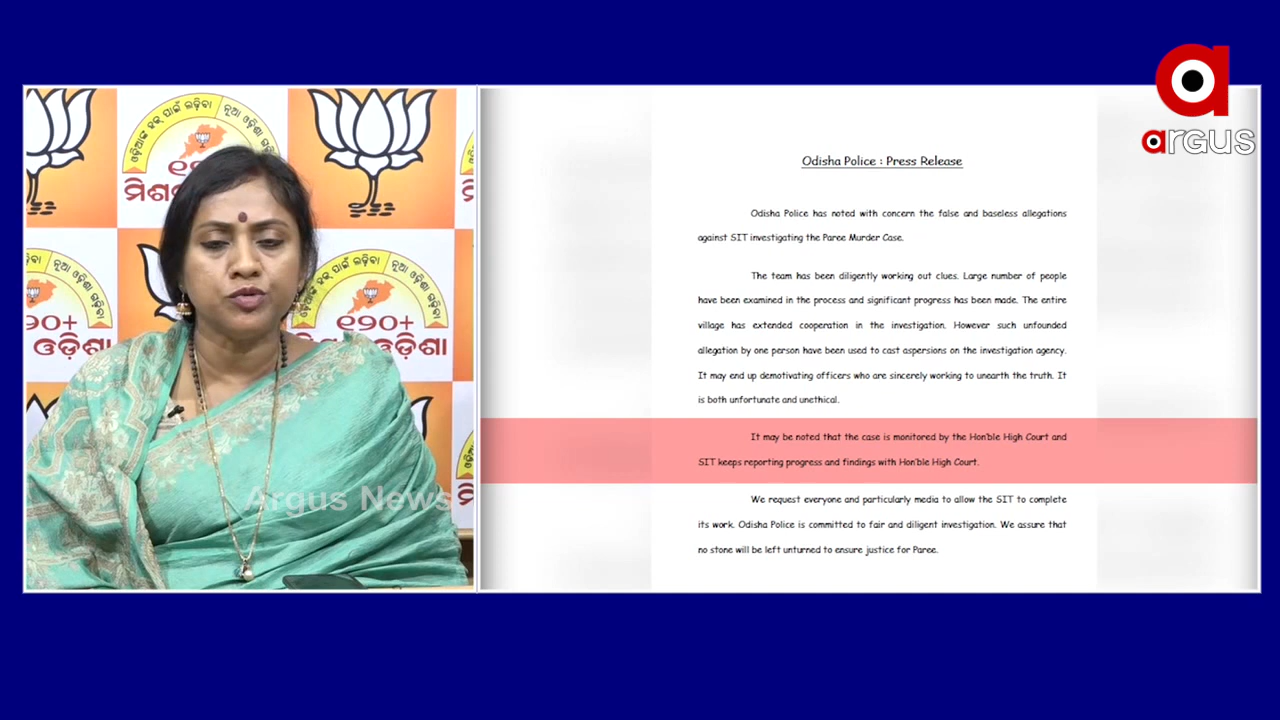 ଓଡ଼ିଆଙ୍କ ହକ୍ ପାଇଁ ଲଢ଼ିବା ନୂଆ ଓଡ଼ିଶା ଗଢ଼ିବା
୧୨୦+
ଓଡ଼ିଶା
Argus News
argus
Odisha Police : Press Release
Odisha Police has noted with concern the false and baseless allegations
against SIT investigating the Paree Murder Case.
The team has been diligently working out clues. Large number of people
have been examined in the process and significant progress has been made. The entire
village has extended cooperation in the investigation. However such unfounded
allegation by one person have been used to cast aspersions on the investigation agency.
It may end up demotivating officers who are sincerely working to unearth the truth. It
is both unfortunate and unethical.
It may be noted that the case is monitored by the Hon'ble High Court and
SIT keeps reporting progress and findings with Hon'ble High Court.
We request everyone and particularly media to allow the SIT to complete
its work. Odisha Police is committed to fair and diligent investigation. We assure that
no stone will be left unturned to ensure justice for Paree.